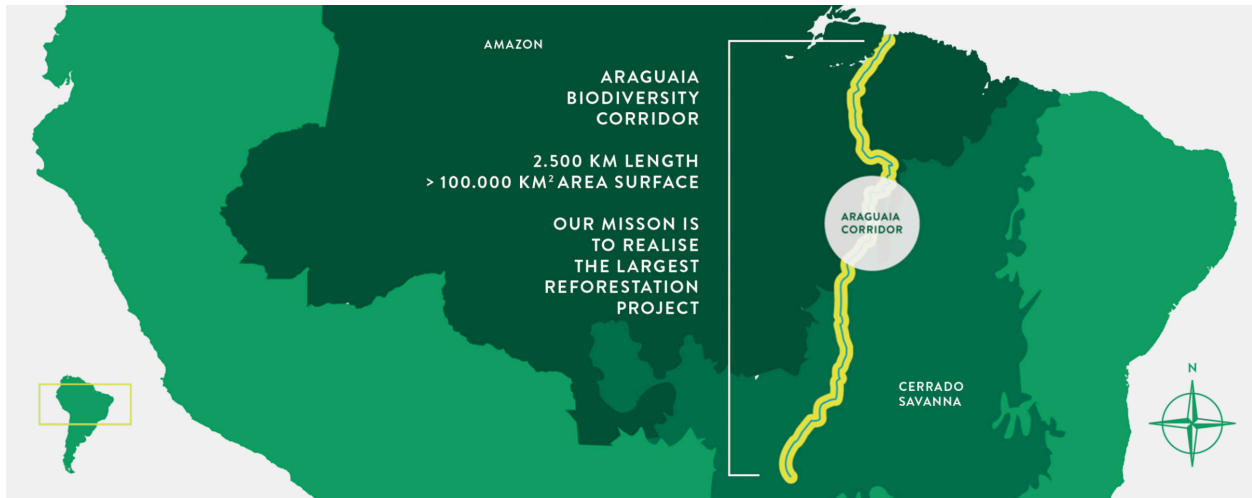 AMAZON
ARAGUAIA
BIODIVERSITY
CORRIDOR
2.500 KM LENGTH
> 100.000 KM² AREA SURFACE
OUR MISSON IS
TO REALISE
THE LARGEST
REFORESTATION
PROJECT
ARAGUAIA
CORRIDOR
CERRADO
SAVANNA
N